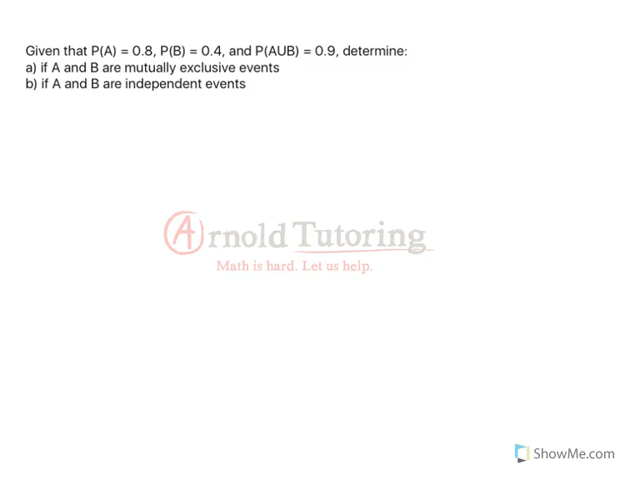 Given that P(A) = 0.8, P(B) = 0.4, and P(AUB) = 0.9, determine:
a) if A and B are mutually exclusive events
b) if A and B are independent events
Arnold Tutoring
Math is hard. Let us help.
ShowMe.com